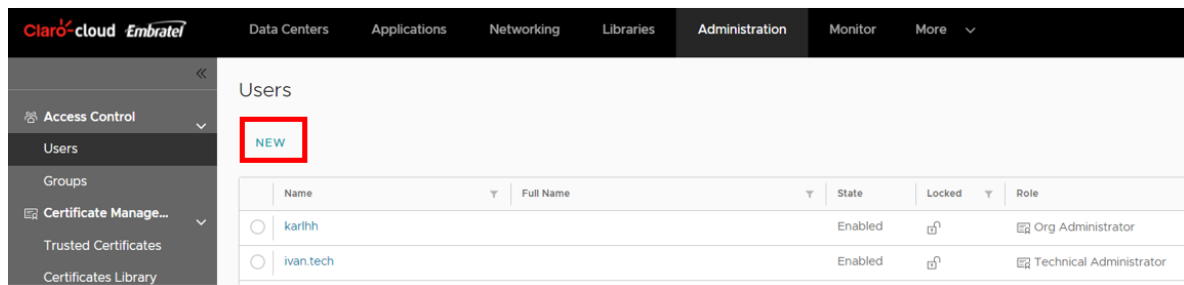 Claro-cloud Embratel Data Centers Applications Networking Libraries Administration Monitor More
Users
Access Control
NEW
Users
Groups
Name Full Name State Locked Role
Certificate Manage...
karlhh Enabled Org Administrator
Trusted Certificates
ivan.tech Enabled Technical Administrator
Certificates Library